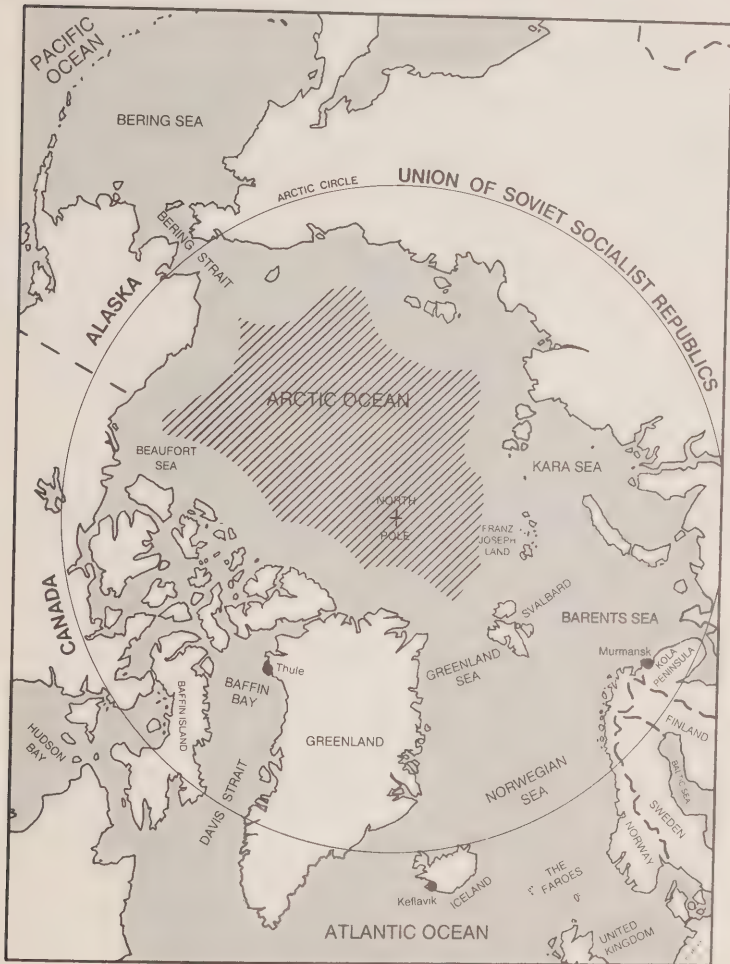 PACIFIC
OCEAN
BERING SEA
ARCTIC CIRCLE
UNION OF SOVIET SOCIALIST REPUBLICS
BERING STRAIT
ALASKA
ARCTIC OCEAN
BEAUFORT
SEA
KARA SEA
NORTH
POLE
FRANZ
JOSEPH
LAND
SVALBARD
BARENTS SEA
CANADA
Murmansk
KOLA
PENINSULA
Thule
GREENLAND
SEA
BAFFIN
BAY
BAFFIN ISLAND
FINLAND
HUDSON
BAY
GREENLAND
BALTIC SEA
NORWEGIAN
SEA
DAVIS STRAIT
SWEDEN
NORWAY
THE
FAROES
ICELAND
Keflavik
ATLANTIC OCEAN
UNITED
KINGDOM